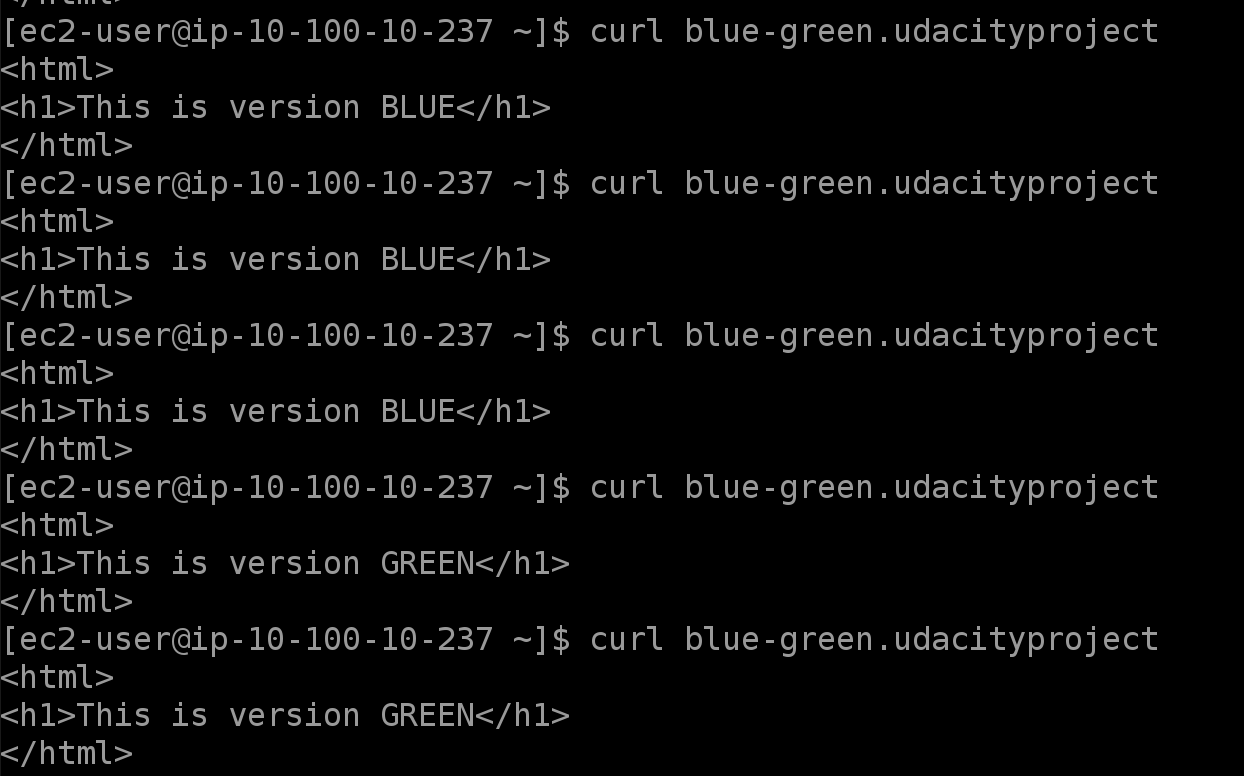 </html>
[ec2-user@ip-10-100-10-237 ~]$ curl blue-green.udacityproject
<html>
<h1>This is version BLUE</h1>
</html>
[ec2-user@ip-10-100-10-237 ~]$ curl blue-green.udacityproject
<html>
<h1>This is version BLUE</h1>
</html>
[ec2-user@ip-10-100-10-237 ~]$ curl blue-green.udacityproject
<html>
<h1>This is version BLUE</h1>
</html>
[ec2-user@ip-10-100-10-237 ~]$ curl blue-green.udacityproject
<html>
<h1>This is version GREEN</h1>
</html>
[ec2-user@ip-10-100-10-237 ~]$ curl blue-green.udacityproject
<html>
<h1>This is version GREEN</h1>
</html>